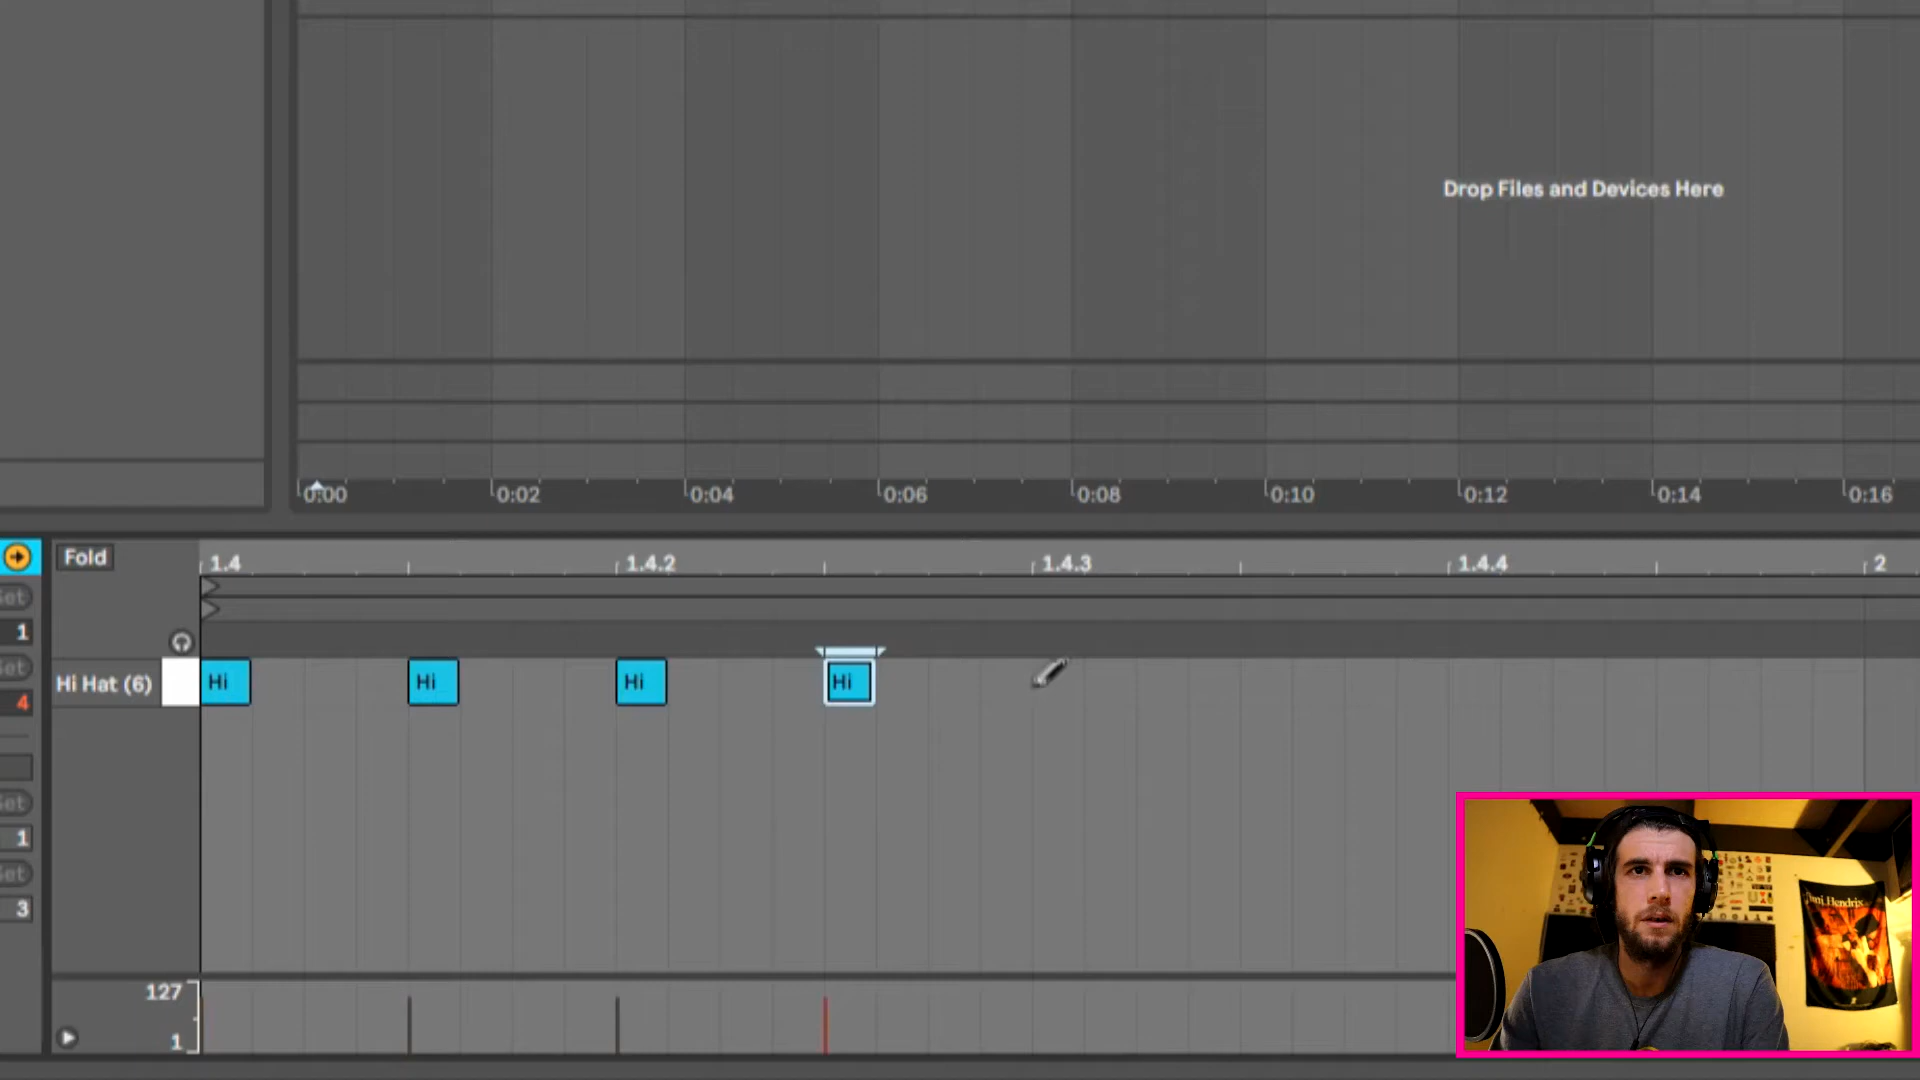 Drop Files and Devices Here
0:00 0:02 0:04 0:06 0:08 0:10 0:12 0:14 0:16
Fold
1.4 1.4.2 1.4.3 1.4.4 2
1
Hi Hat (6) Hi Hi Hi Hi
4
1
3
127
1